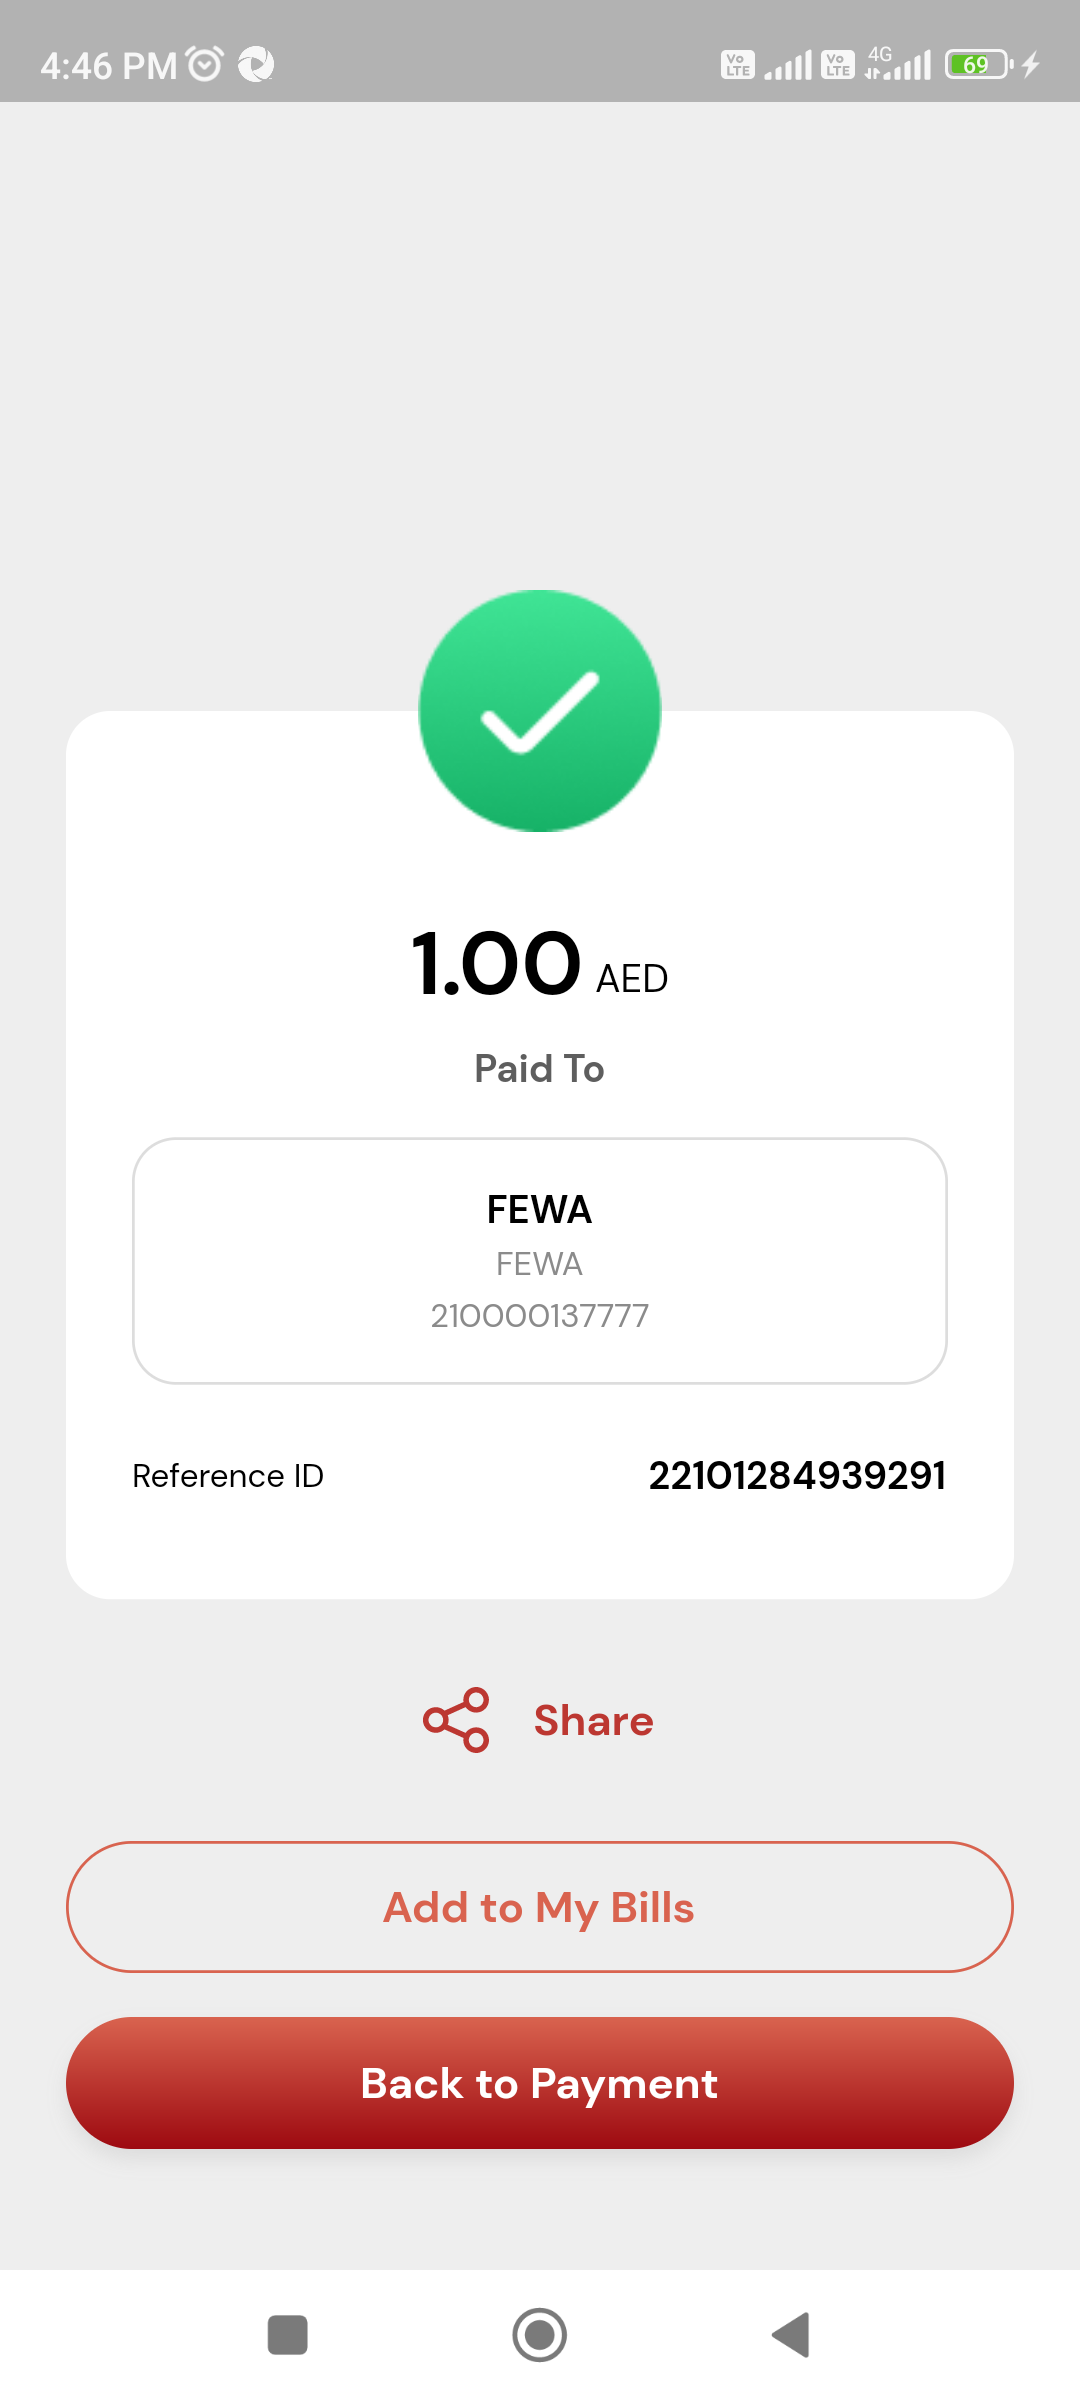 4:46 PM
Vo LTE
Vo LTE
4G
69
1.00 AED
Paid To
FEWA
FEWA
210000137777
Reference ID 22101284939291
Share
Add to My Bills
Back to Payment